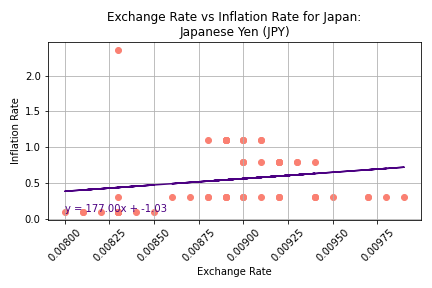 Exchange Rate vs Inflation Rate for Japan:
Japanese Yen (JPY)
Inflation Rate
2.0
1.5
1.0
0.5
0.0
y = 177.00x + -1.03
0.00800
0.00825
0.00850
0.00875
0.00900
0.00925
0.00950
0.00975
Exchange Rate